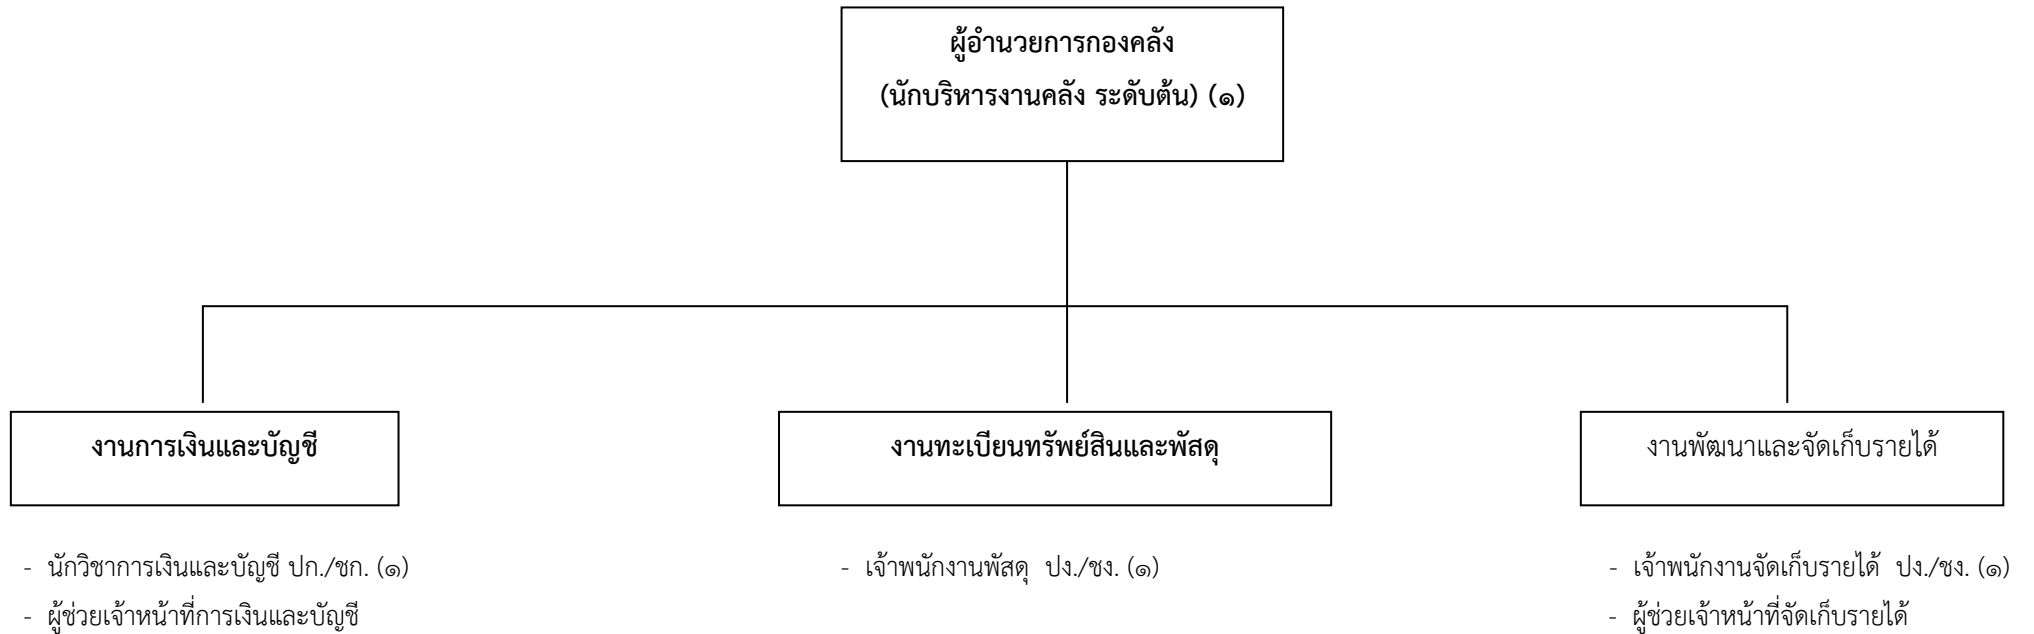 ผู้อำนวยการกองคลัง
(นักบริหารงานคลัง ระดับต้น) (๑)
งานการเงินและบัญชี
งานทะเบียนทรัพย์สินและพัสดุ
งานพัฒนาและจัดเก็บรายได้
- นักวิชาการเงินและบัญชี ปก./ชก. (๑)
- ผู้ช่วยเจ้าหน้าที่การเงินและบัญชี
- เจ้าพนักงานพัสดุ ปง./ชง. (๑)
- เจ้าพนักงานจัดเก็บรายได้ ปง./ชง. (๑)
- ผู้ช่วยเจ้าหน้าที่จัดเก็บรายได้